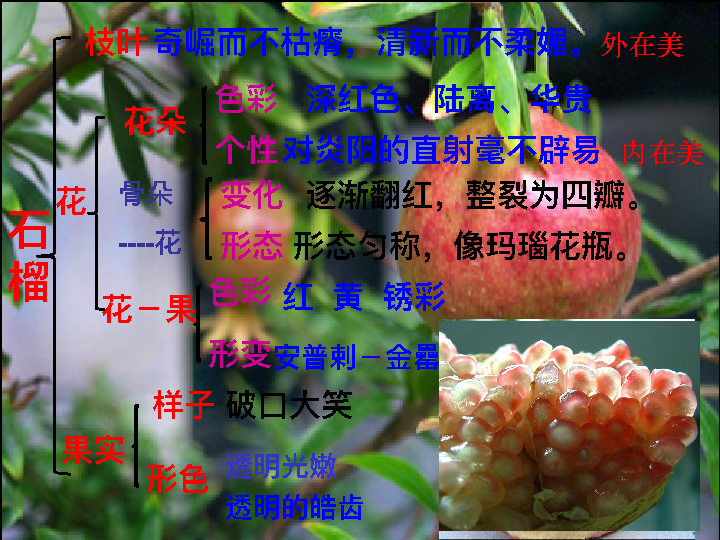 枝叶 奇崛而不枯瘠，清新而不柔媚。 外在美
色彩 深红色、陆离、华贵
花朵
个性 对炎阳的直射毫不辟易 内在美
骨朵 变化 逐渐翻红，整裂为四瓣。
花
石榴
----花 形态 形态匀称，像玛瑙花瓶。
色彩 红 黄 锈彩
花－果
形变 安普剌－金罍
样子 破口大笑
果实
形色 透明光嫩
透明的皓齿